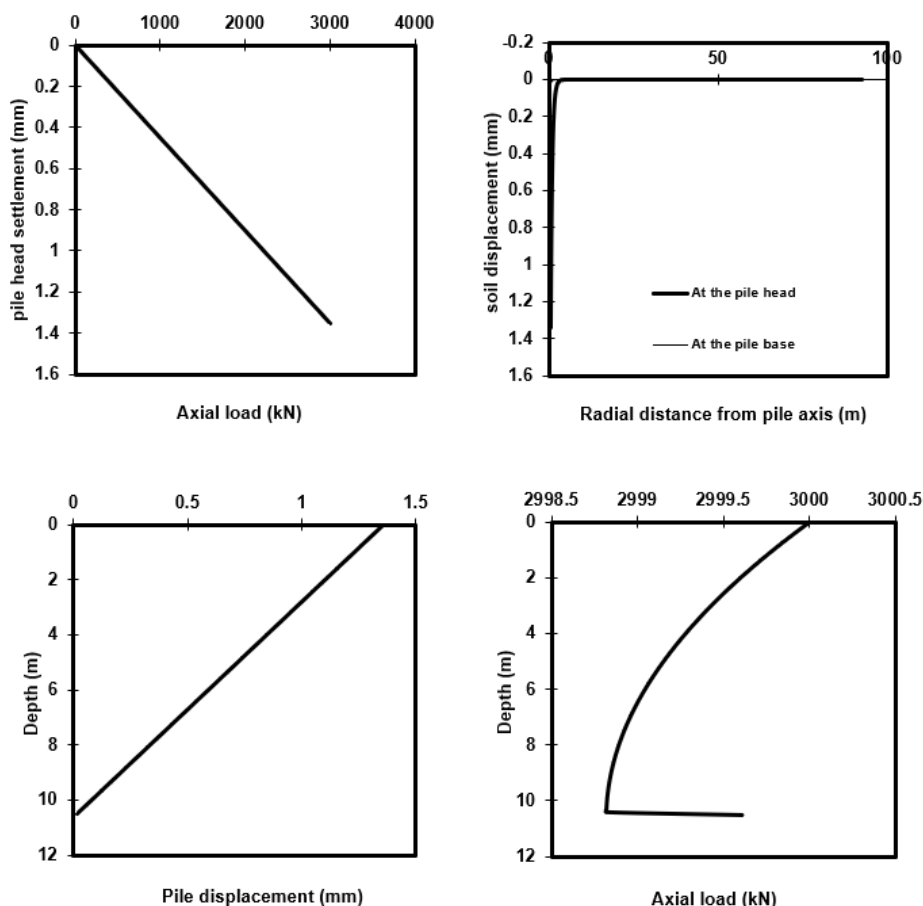 0 1000 2000 3000 4000
0
0.2
0.4
0.6
0.8
1
1.2
1.4
1.6
pile head settlement (mm)
Axial load (kN)
-0.2
0 50 100
0
0.2
0.4
0.6
0.8
1
1.2
1.4
1.6
soil displacement (mm)
At the pile head
At the pile base
Radial distance from pile axis (m)
0 0.5 1 1.5
0
2
4
6
8
10
12
Depth (m)
Pile displacement (mm)
2998.5 2999 2999.5 3000 3000.5
0
2
4
6
8
10
12
Depth (m)
Axial load (kN)